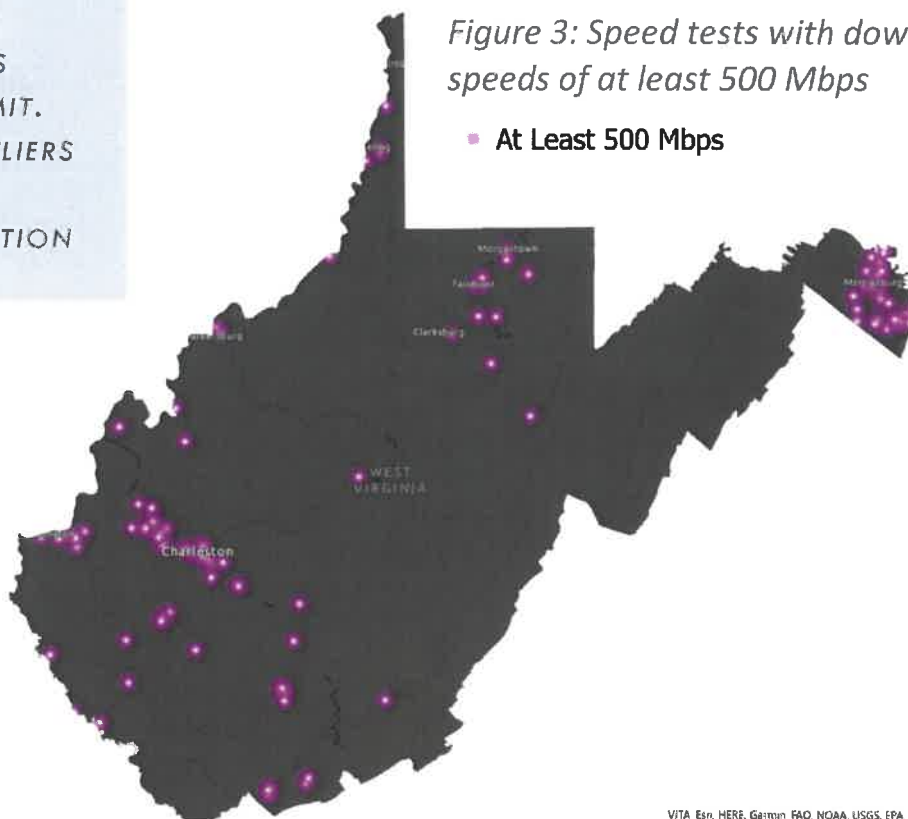 S
MIT.
LIERS
TION
Figure 3: Speed tests with dow
speeds of at least 500 Mbps
At Least 500 Mbps
Morgantown
Clarksburg
WEST
VIRGINIA
Charleston
VITA, Esri, HERE, Garmin, FAO, NOAA, USGS, EPA